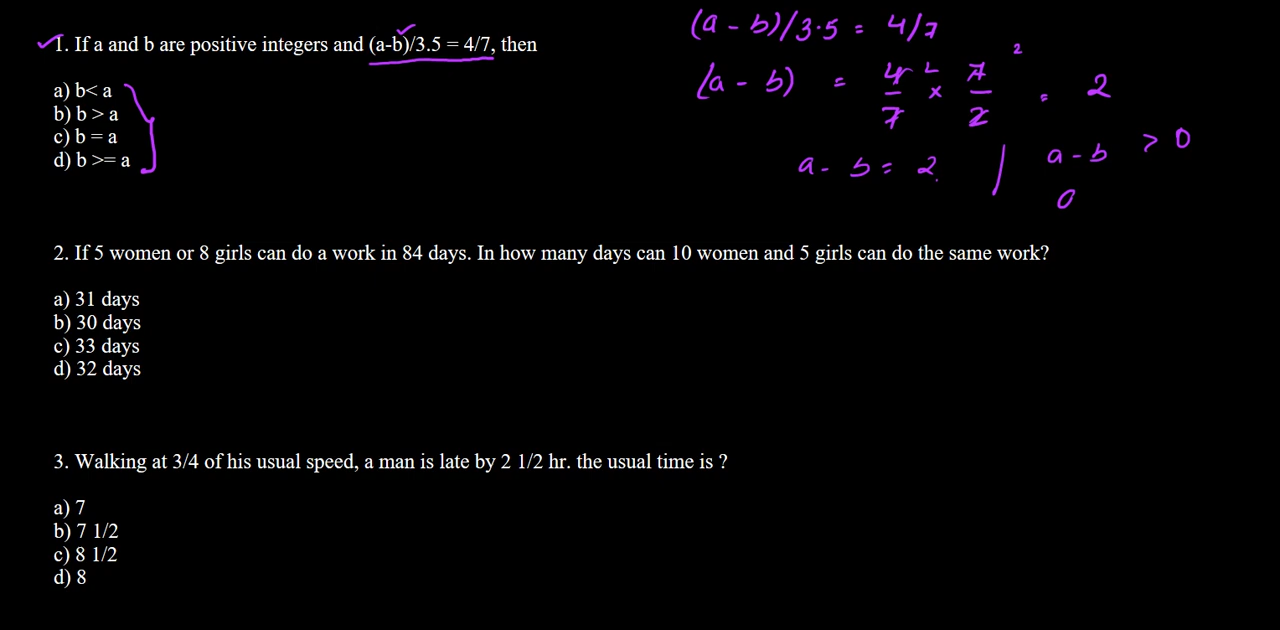 1. If a and b are positive integers and (a-b)/3.5 = 4/7, then
a) b< a
b) b > a
c) b = a
d) b >= a
(a - b)/3.5 = 4/7
(a - b) = 4/7 × 7/2 = 2
2
a - b = 2 | a - b > 0
0
2. If 5 women or 8 girls can do a work in 84 days. In how many days can 10 women and 5 girls can do the same work?
a) 31 days
b) 30 days
c) 33 days
d) 32 days
3. Walking at 3/4 of his usual speed, a man is late by 2 1/2 hr. the usual time is ?
a) 7
b) 7 1/2
c) 8 1/2
d) 8